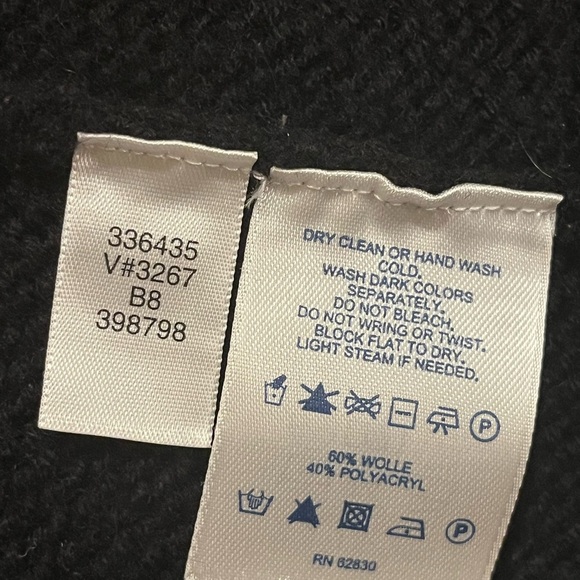 336435
V#3267
B8
398798
DRY CLEAN OR HAND WASH
COLD.
WASH DARK COLORS
SEPARATELY.
DO NOT BLEACH.
DO NOT WRING OR TWIST.
BLOCK FLAT TO DRY.
LIGHT STEAM IF NEEDED.
P
60% WOLLE
40% POLYACRYL
P
RN 62830